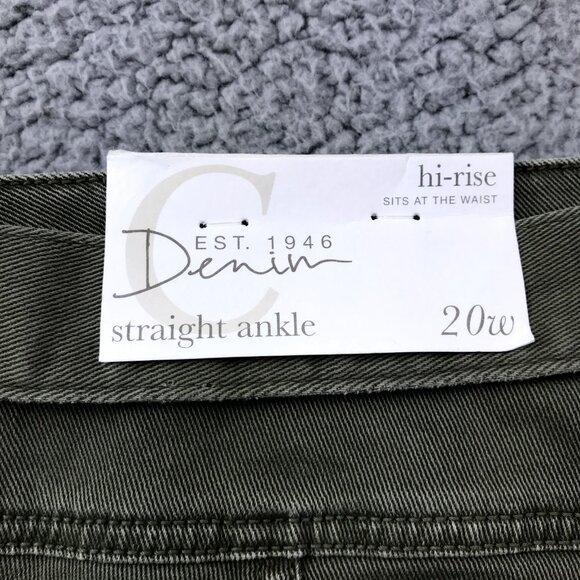 C
hi-rise
SITS AT THE WAIST
EST. 1946
Denim
straight ankle
20w